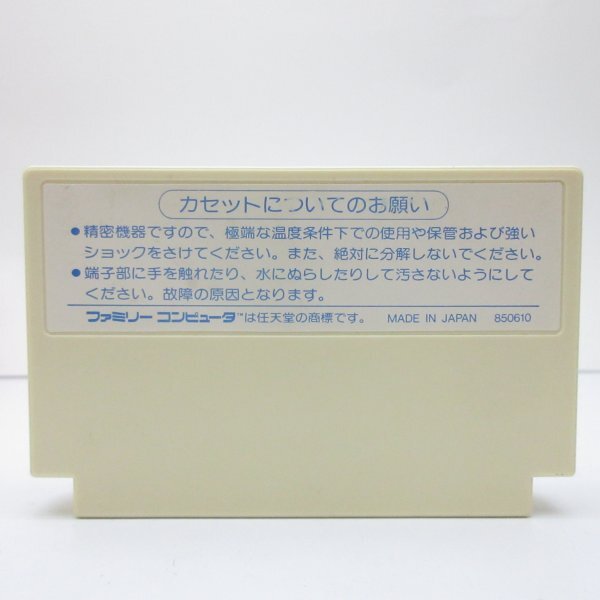 カセットについてのお願い
●精密機器ですので、極端な温度条件下での使用や保管および強い
ショックをさけてください。また、絶対に分解しないでください。
●端子部に手を触れたり、水にぬらしたりして汚さないようにして
ください。故障の原因となります。
ファミリーコンピュータ™は任天堂の商標です。 MADE IN JAPAN 850610